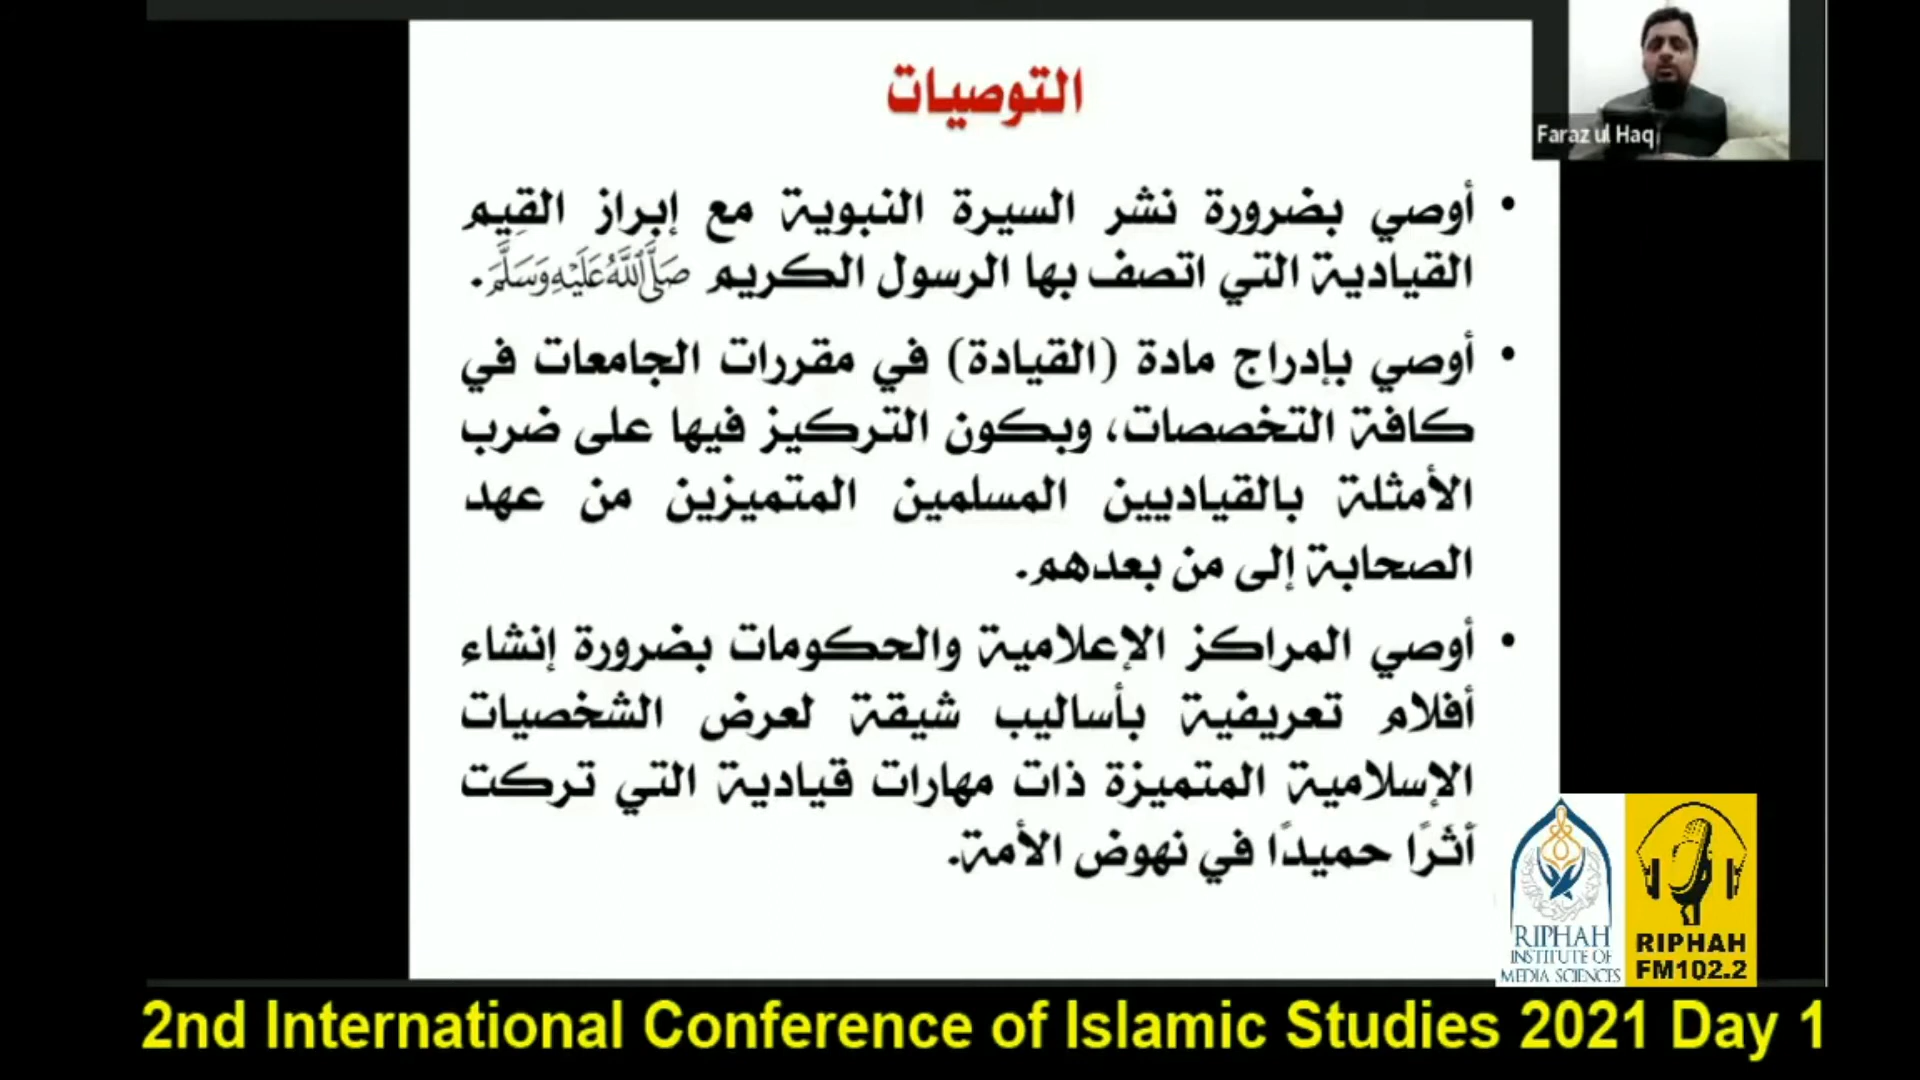 التوصيات
• أوصي بضرورة نشر السيرة النبوية مع إبراز القِيم
القيادية التي اتصف بها الرسول الكريم صَلَّى اللَّهُ عَلَيْهِ وَسَلَّمَ.
• أوصي بإدراج مادة (القيادة) في مقررات الجامعات في
كافة التخصصات، وبكون التركيز فيها على ضرب
الأمثلة بالقياديين المسلمين المتميزين من عهد
الصحابة إلى من بعدهم.
• أوصي المراكز الإعلامية والحكومات بضرورة إنشاء
أفلام تعريفية بأساليب شيقة لعرض الشخصيات
الإسلامية المتميزة ذات مهارات قيادية التي تركت
أثرًا حميدًا في نهوض الأمة.
Faraz ul Haq
RIPHAH
INSTITUTE OF
MEDIA SCIENCES
RIPHAH
FM102.2
2nd International Conference of Islamic Studies 2021 Day 1